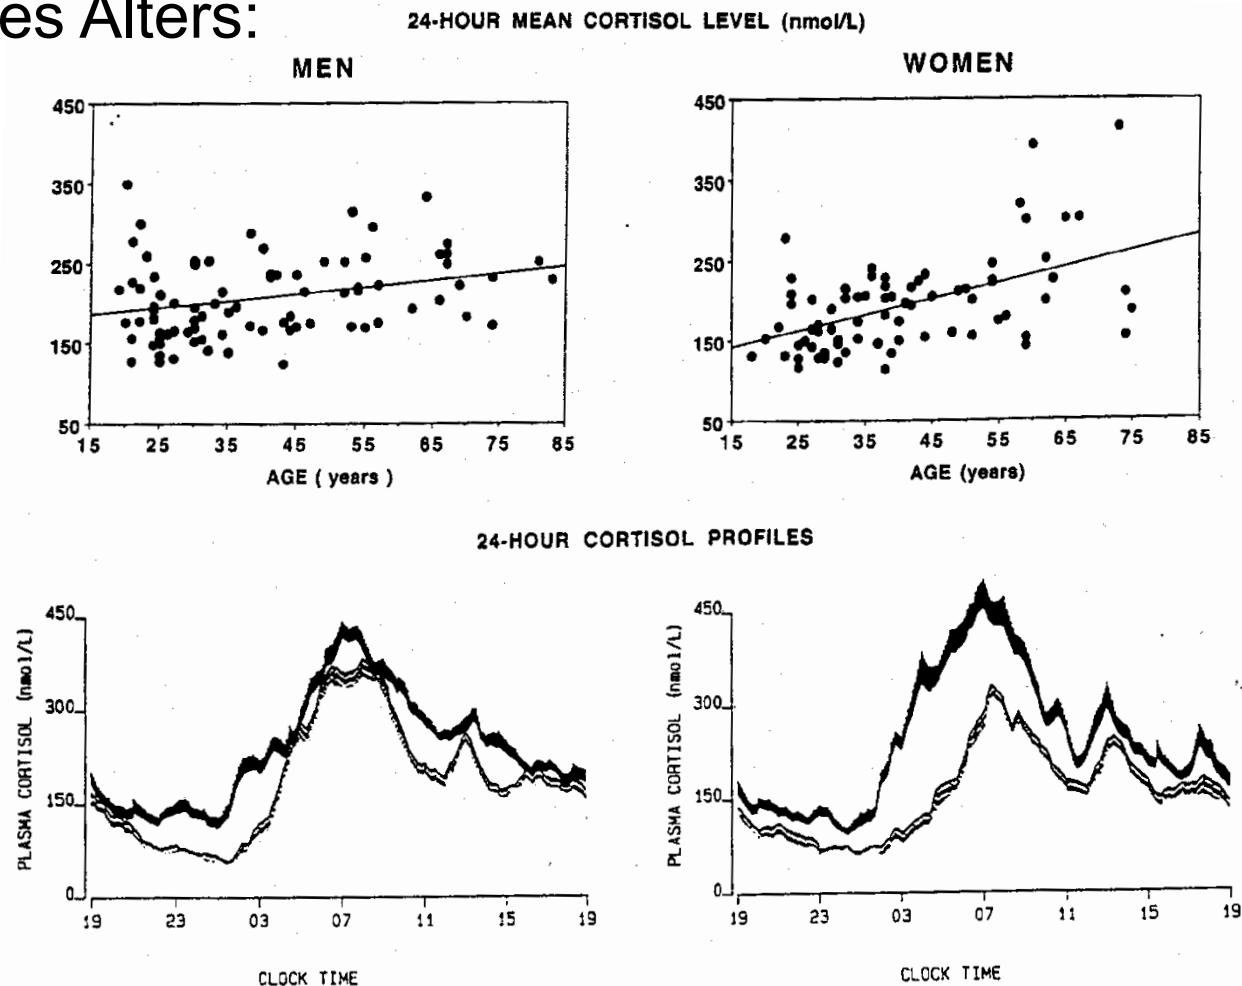 es Alters:
24-HOUR MEAN CORTISOL LEVEL (nmol/L)
MEN
WOMEN
450
350
250
150
50
15 25 35 45 55 65 75 85
AGE ( years )
450
350
250
150
50
15 25 35 45 55 65 75 85
AGE (years)
24-HOUR CORTISOL PROFILES
PLASMA CORTISOL (nmol/L)
450
300
150
0
19 23 03 07 11 15 19
CLOCK TIME
PLASMA CORTISOL (nmol/L)
450
300
150
0
19 23 03 07 11 15 19
CLOCK TIME